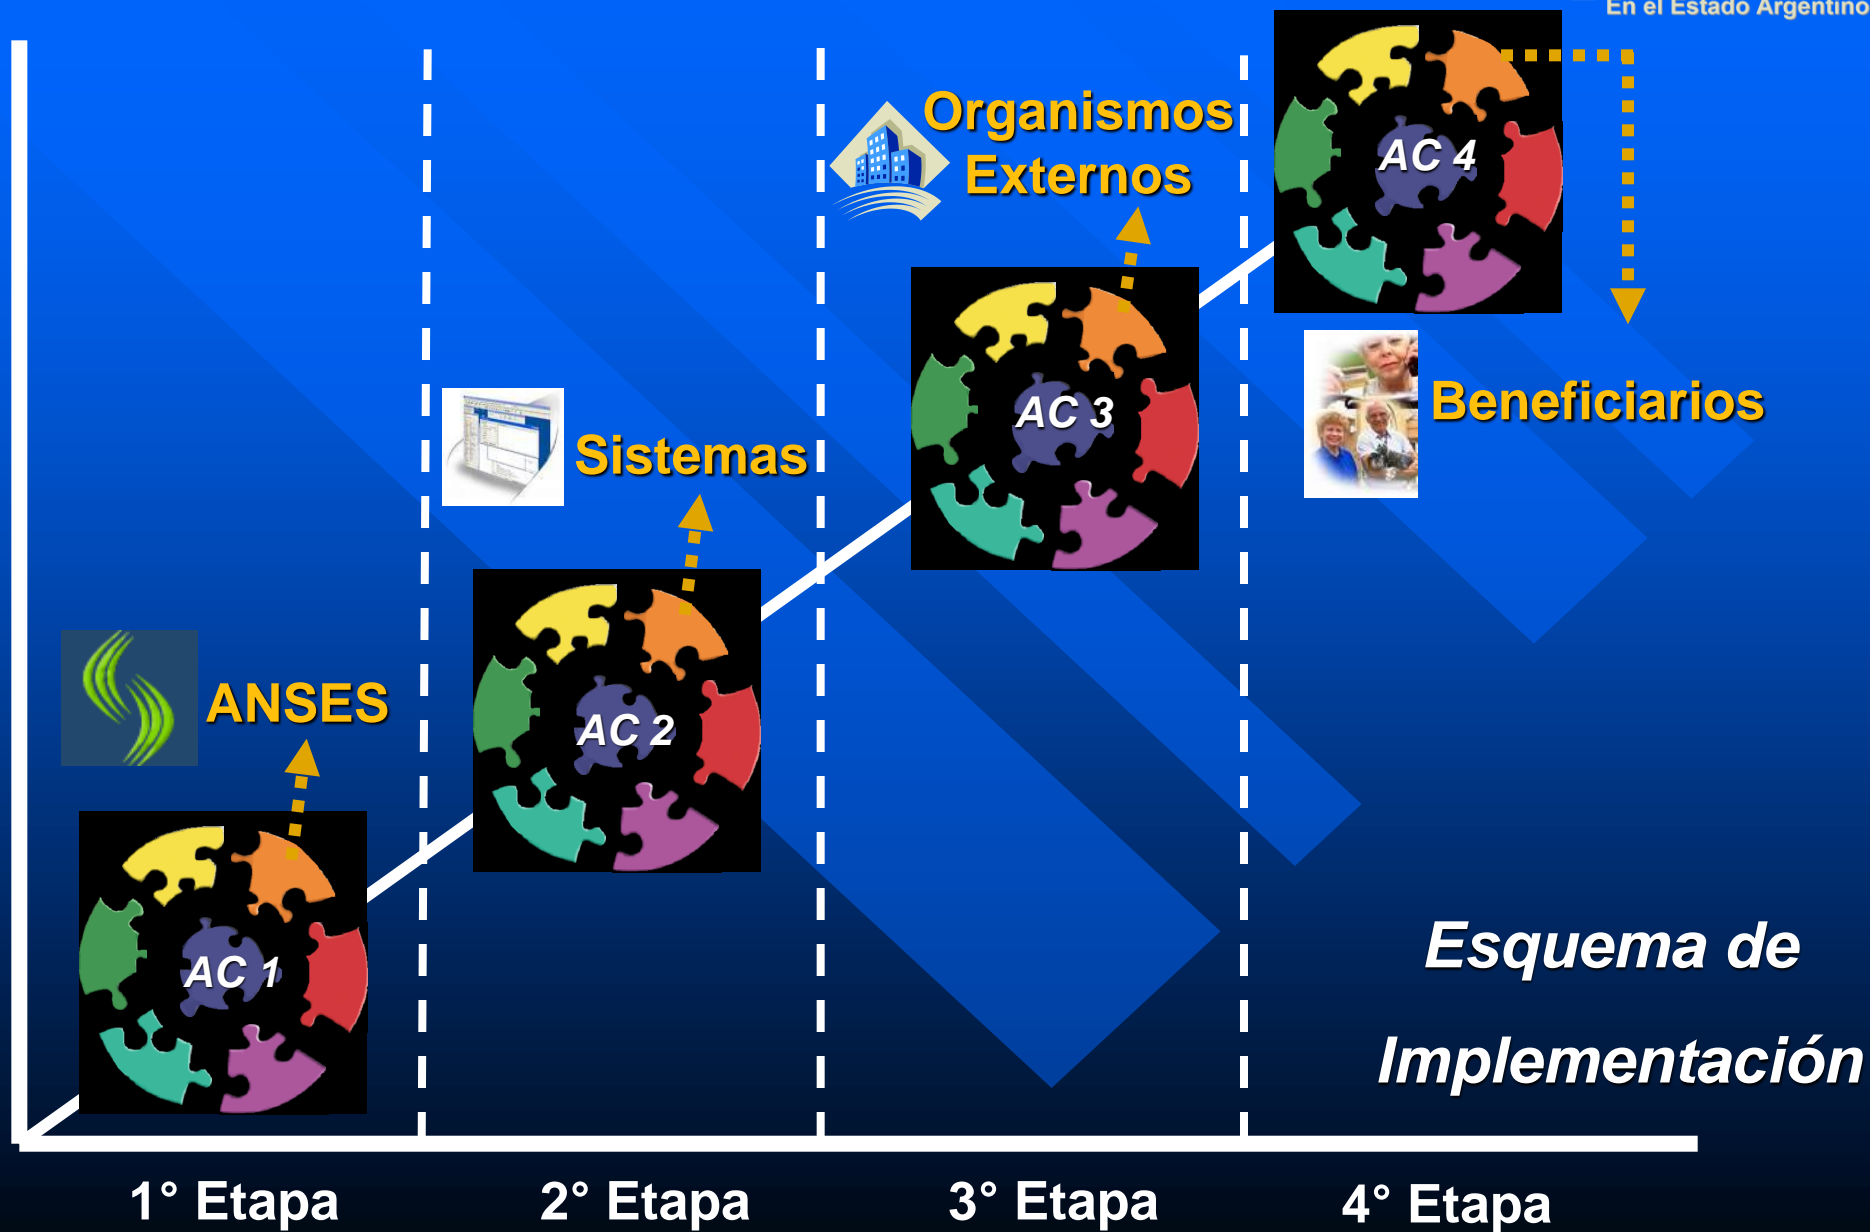 En el Estado Argentino
Organismos
Externos
AC 4
AC 3
Beneficiarios
Sistemas
AC 2
ANSES
AC 1
Esquema de
Implementación
1° Etapa
2° Etapa
3° Etapa
4° Etapa